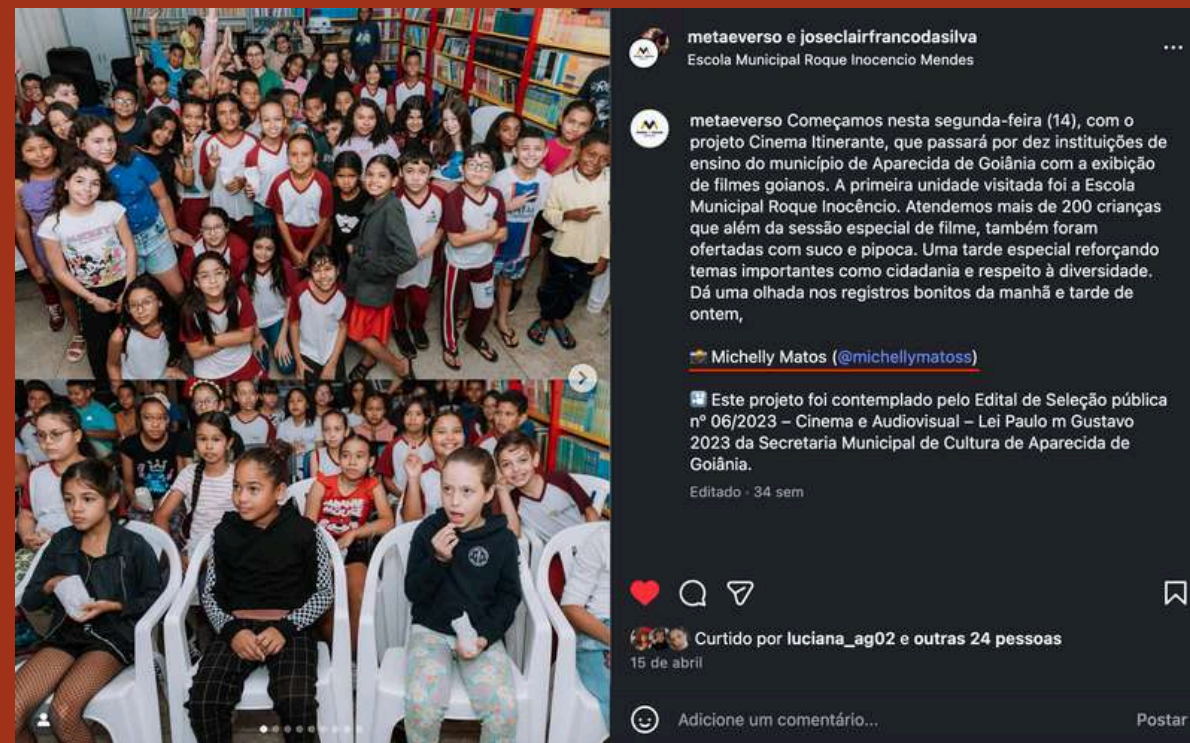 metaeverso e joseclairfrancodasilva
Escola Municipal Roque Inocencio Mendes
metaeverso Começamos nesta segunda-feira (14), com o
projeto Cinema Itinerante, que passará por dez instituições de
ensino do município de Aparecida de Goiânia com a exibição
de filmes goianos. A primeira unidade visitada foi a Escola
Municipal Roque Inocêncio. Atendemos mais de 200 crianças
que além da sessão especial de filme, também foram
ofertadas com suco e pipoca. Uma tarde especial reforçando
temas importantes como cidadania e respeito à diversidade.
Dá uma olhada nos registros bonitos da manhã e tarde de
ontem,
Michelly Matos (@michellymatoss)
Este projeto foi contemplado pelo Edital de Seleção pública
nº 06/2023 – Cinema e Audiovisual – Lei Paulo m Gustavo
2023 da Secretaria Municipal de Cultura de Aparecida de
Goiânia.
Editado · 34 sem
Curtido por luciana_ag02 e outras 24 pessoas
15 de abril
Adicione um comentário...
Postar